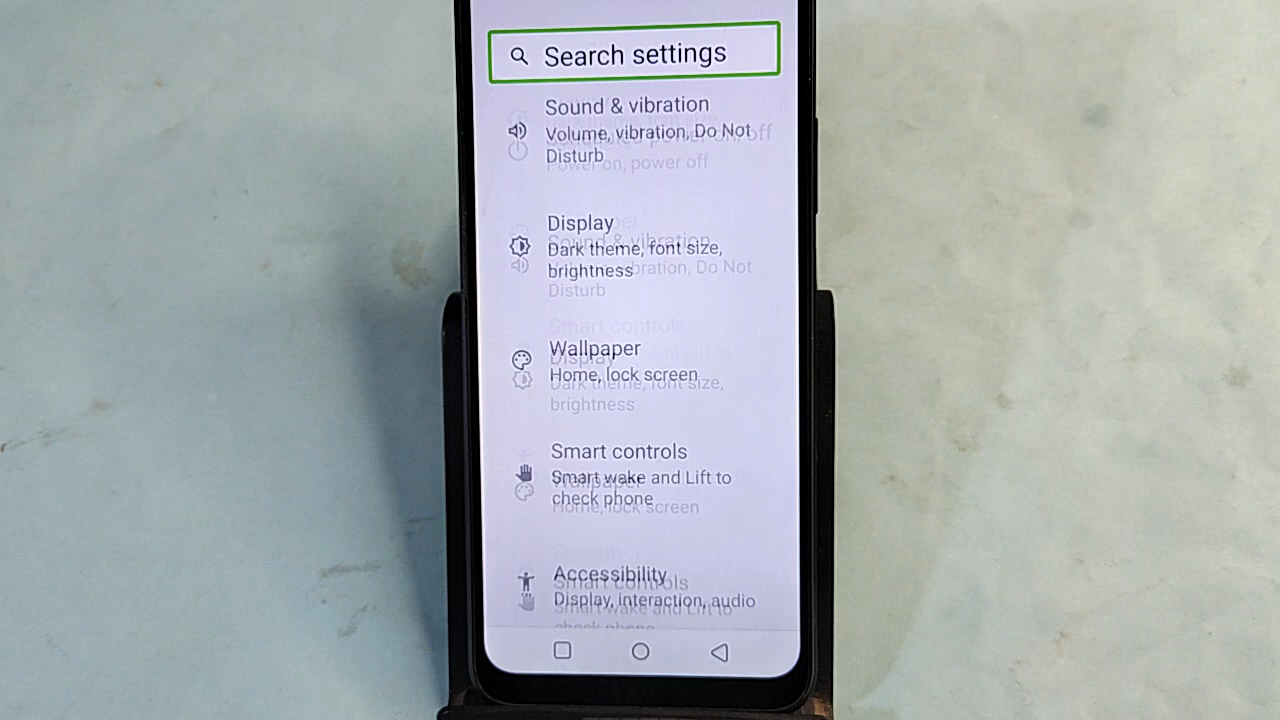 Search settings
Sound & vibration
Volume, vibration, Do Not
Disturb
Display
Dark theme, font size,
brightness
Wallpaper
Home, lock screen
Smart controls
Smart wake and Lift to
check phone
Accessibility
Display, interaction, audio